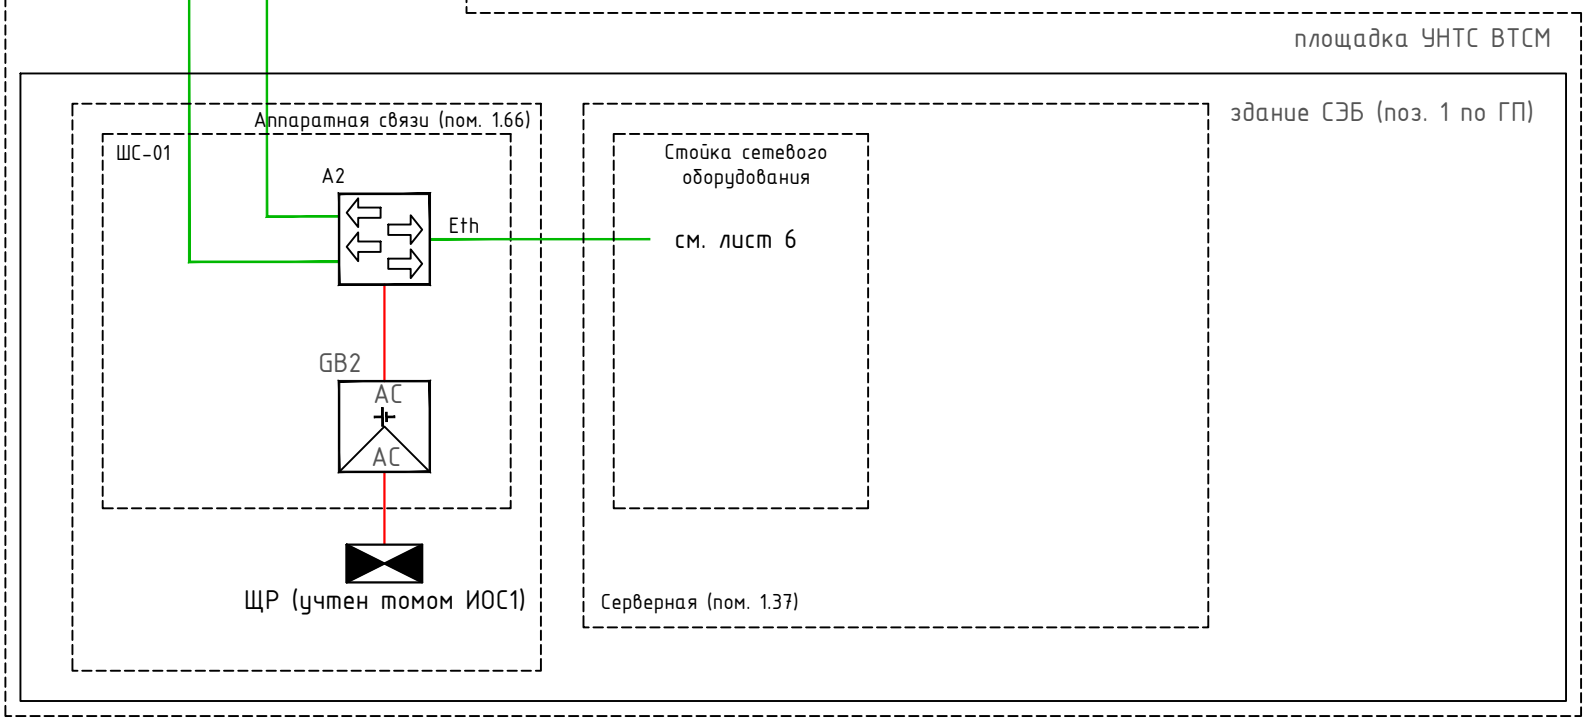 площадка УНТС ВТСМ
здание СЭБ (поз. 1 по ГП)
Аппаратная связи (пом. 1.66)
ШС-01
А2
Eth
Стойка сетевого
оборудования
см. лист 6
GB2
AC
AC
ЩР (учтен томом ИОС1)
Серверная (пом. 1.37)